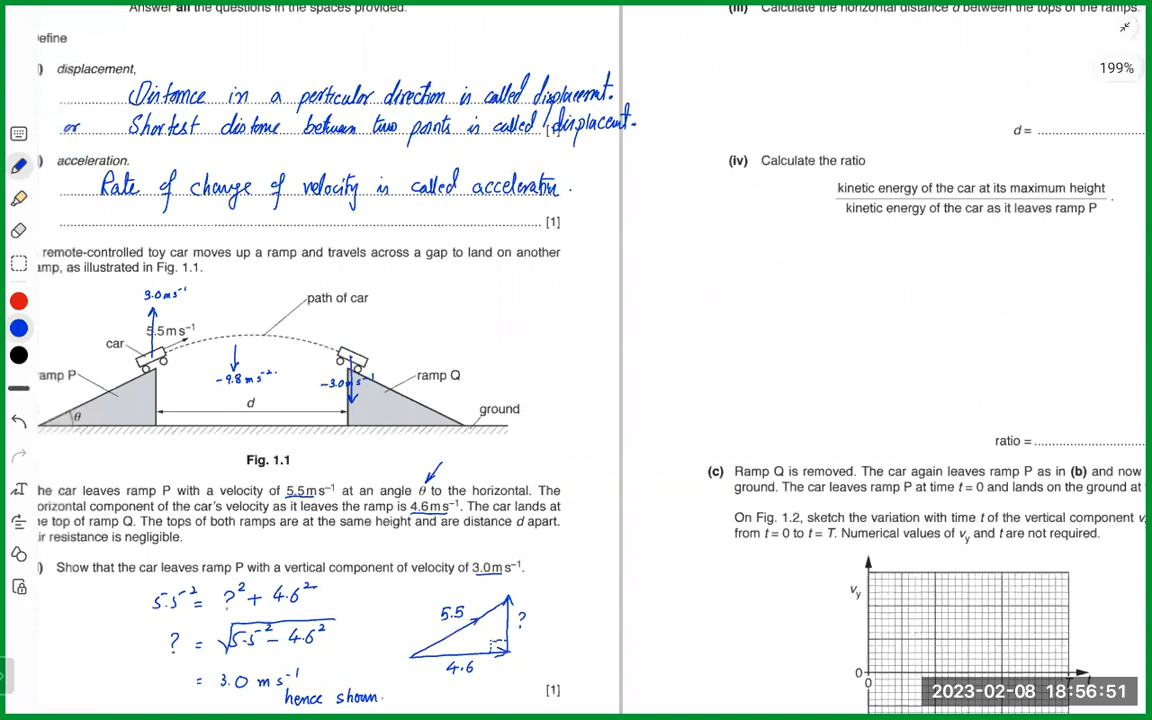 Answer all the questions in the spaces provided.
efine
) displacement,
Distance in a perticular direction is called displacement.
or Shortest distance between two points is called displacent.
) acceleration.
Rate of change of velocity is called acceleration.
[1]
remote-controlled toy car moves up a ramp and travels across a gap to land on another
amp, as illustrated in Fig. 1.1.
3.0 m s⁻¹
path of car
5.5 m s⁻¹
car
amp P
-9.8 m s⁻².
-3.0 m s⁻¹
ramp Q
d
θ
ground
Fig. 1.1
he car leaves ramp P with a velocity of 5.5 m s⁻¹ at an angle θ to the horizontal. The
orizontal component of the car's velocity as it leaves the ramp is 4.6 m s⁻¹. The car lands at
e top of ramp Q. The tops of both ramps are at the same height and are distance d apart.
ir resistance is negligible.
) Show that the car leaves ramp P with a vertical component of velocity of 3.0 m s⁻¹.
5.5² = ?² + 4.6²
? = √5.5² - 4.6²
= 3.0 m s⁻¹
hence shown.
5.5
?
4.6
[1]
(iii) Calculate the horizontal distance d between the tops of the ramps.
199%
d =
(iv) Calculate the ratio
kinetic energy of the car at its maximum height
kinetic energy of the car as it leaves ramp P
.
ratio =
(c) Ramp Q is removed. The car again leaves ramp P as in (b) and now
ground. The car leaves ramp P at time t = 0 and lands on the ground at
On Fig. 1.2, sketch the variation with time t of the vertical component v
from t = 0 to t = T. Numerical values of vy and t are not required.
vy
0
0
2023-02-08 18:56:51